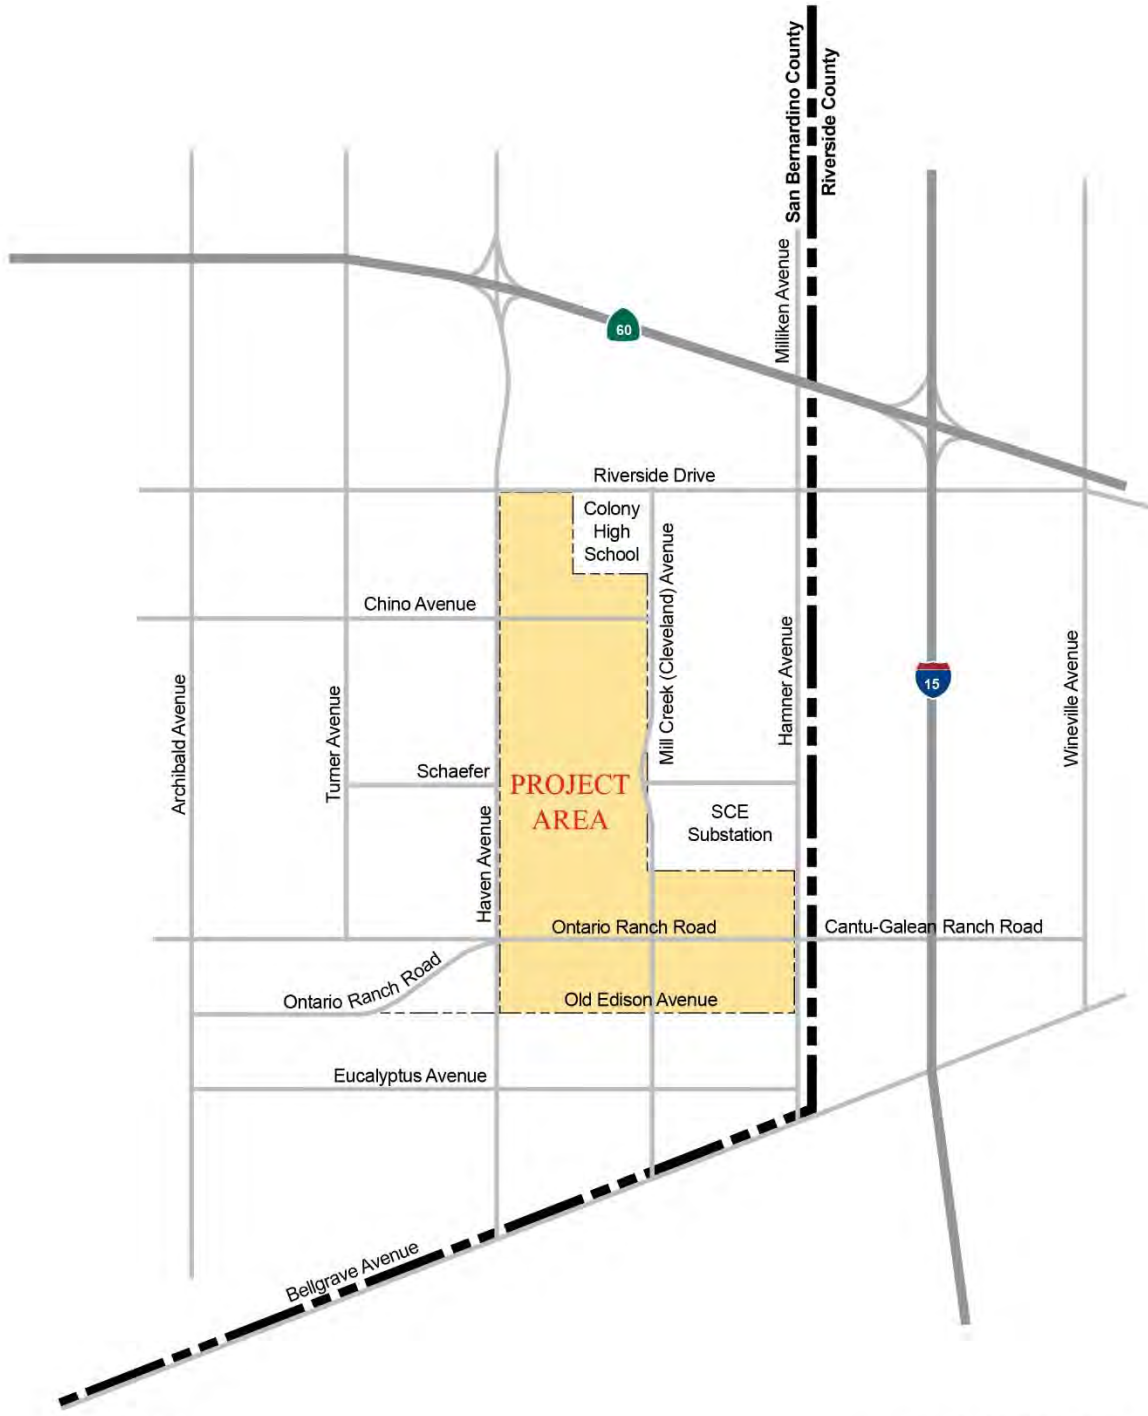 San Bernardino County
Riverside County
Milliken Avenue
60
Riverside Drive
Colony
High
School
Mill Creek (Cleveland) Avenue
Chino Avenue
Hamner Avenue
15
Wineville Avenue
Archibald Avenue
Turner Avenue
Schaefer
PROJECT
AREA
SCE
Substation
Haven Avenue
Ontario Ranch Road
Cantu-Galean Ranch Road
Ontario Ranch Road
Old Edison Avenue
Eucalyptus Avenue
Bellgrave Avenue